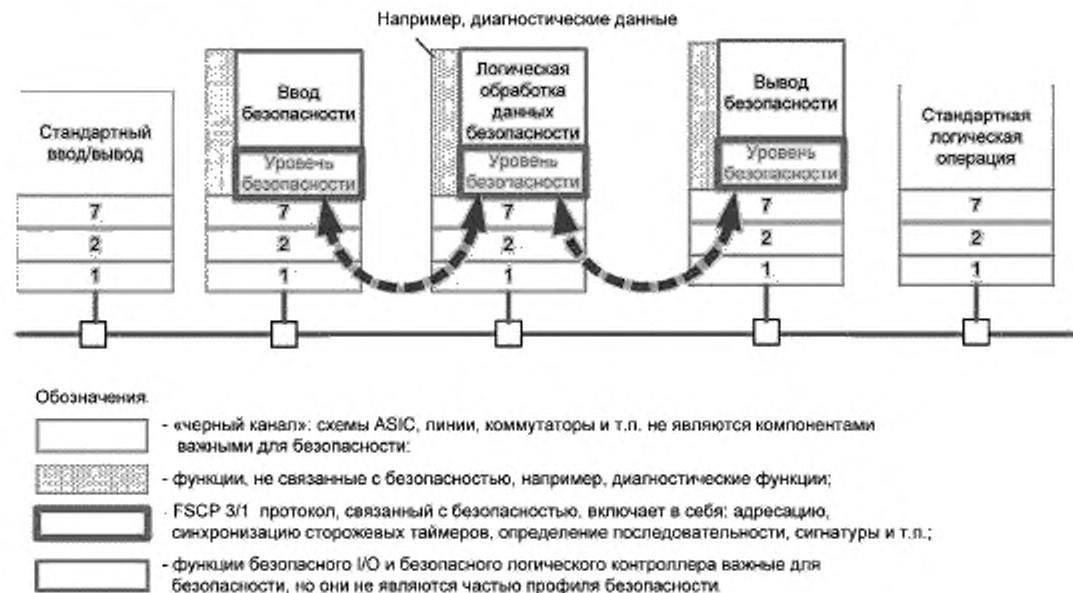 Например, диагностические данные
Стандартный
ввод/вывод
7
2
1
Ввод
безопасности
Уровень
безопасности
7
2
1
Логическая
обработка
данных
безопасности
Уровень
безопасности
7
2
1
Вывод
безопасности
Уровень
безопасности
7
2
1
Стандартная
логическая
операция
7
2
1
Обозначения.
- «черный канал»: схемы ASIC, линии, коммутаторы и т.п. не являются компонентами
важными для безопасности:
- функции, не связанные с безопасностью, например, диагностические функции;
- FSCP 3/1 протокол, связанный с безопасностью, включает в себя: адресацию,
синхронизацию сторожевых таймеров, определение последовательности, сигнатуры и т.п.;
- функции безопасного I/O и безопасного логического контроллера важные для
безопасности, но они не являются частью профиля безопасности.